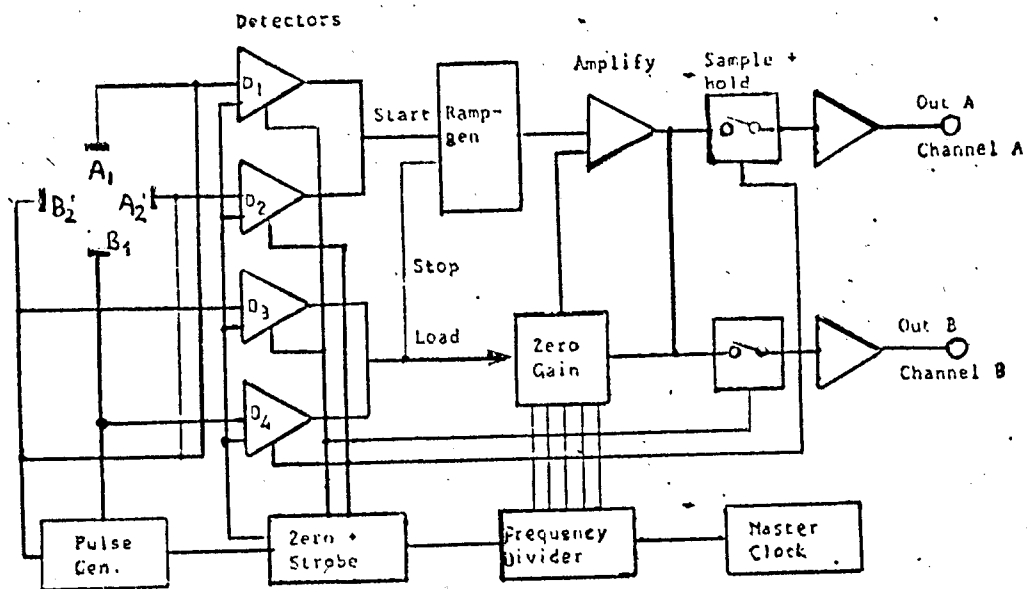 Detectors
D1
Amplify
Sample +
hold
Out A
Channel A
Start
Ramp-
gen
A1
B2'
A2'
B1
D2
Stop
D3
Load
Zero
Gain
Out B
Channel B
D4
Pulse
Gen.
Zero +
Strobe
Frequency
Divider
Master
Clock